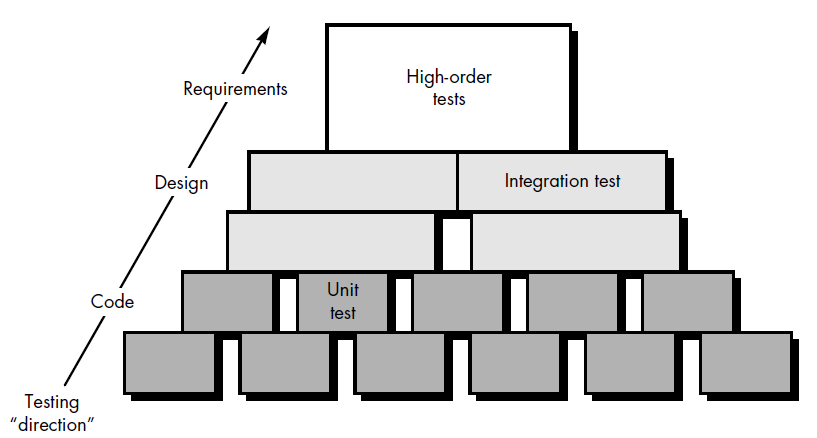 High-order
tests
Requirements
Integration test
Design
Unit
test
Code
Testing
“direction”